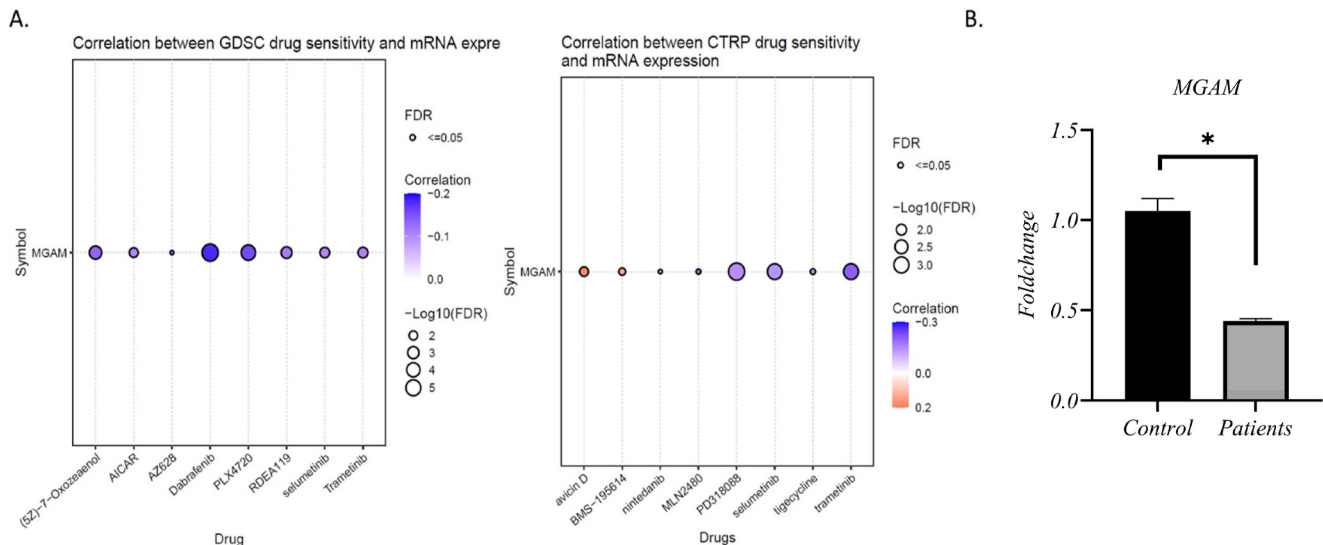 A.
Correlation between GDSC drug sensitivity and mRNA expre
Symbol
MGAM
(5Z)-7-Oxozeaenol
AICAR
AZ628
Dabrafenib
PLX4720
RDEA119
selumetinib
Trametinib
Drug
FDR
<=0.05
Correlation
-0.2
-0.1
0.0
-Log10(FDR)
2
3
4
5
Correlation between CTRP drug sensitivity
and mRNA expression
Symbol
MGAM
avicin D
BMS-195614
nintedanib
MLN2480
PD318088
selumetinib
tigecycline
trametinib
Drugs
FDR
<=0.05
-Log10(FDR)
2.0
2.5
3.0
Correlation
-0.3
0.0
0.2
B.
MGAM
Foldchange
1.5
1.0
0.5
0.0
*
Control
Patients